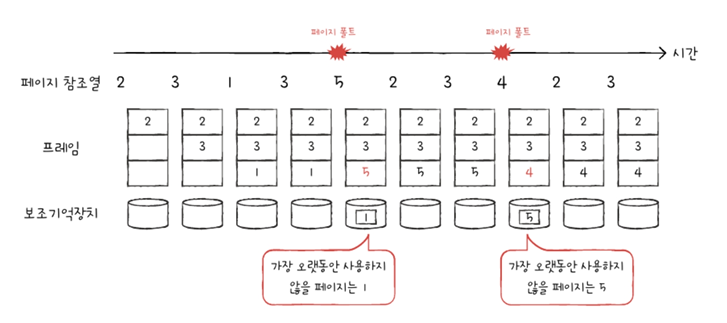 페이지 폴트 페이지 폴트
시간
페이지 참조열 2 3 1 3 5 2 3 4 2 3
2 2 2 2 2 2 2 2 2 2
프레임 3 3 3 3 3 3 3 3 3
1 1 5 5 5 4 4 4
보조기억장치 1 5
가장 오랫동안 사용하지
않을 페이지는 1
가장 오랫동안 사용하지
않을 페이지는 5